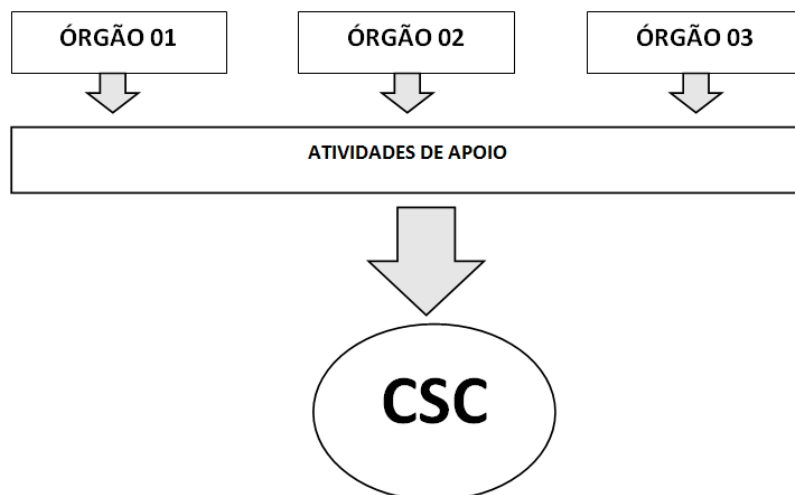 ÓRGÃO 01
ÓRGÃO 02
ÓRGÃO 03
ATIVIDADES DE APOIO
CSC